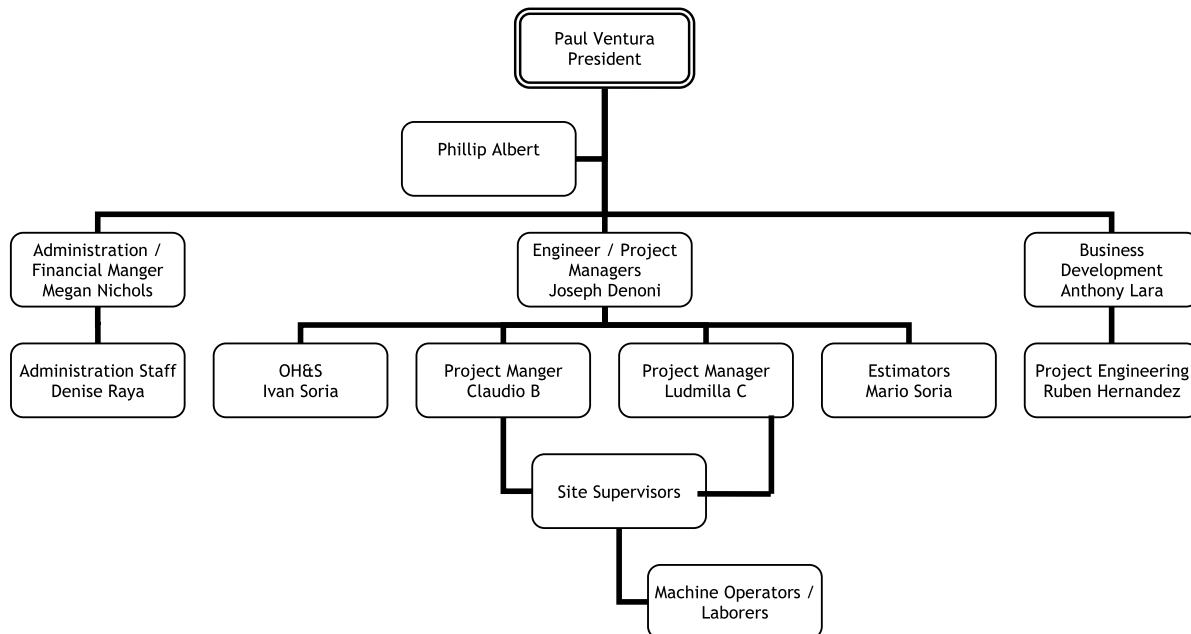 Paul Ventura
President
Phillip Albert
Administration /
Financial Manger
Megan Nichols
Engineer / Project
Managers
Joseph Denoni
Business
Development
Anthony Lara
Administration Staff
Denise Raya
OH&S
Ivan Soria
Project Manger
Claudio B
Project Manager
Ludmilla C
Estimators
Mario Soria
Project Engineering
Ruben Hernandez
Site Supervisors
Machine Operators /
Laborers